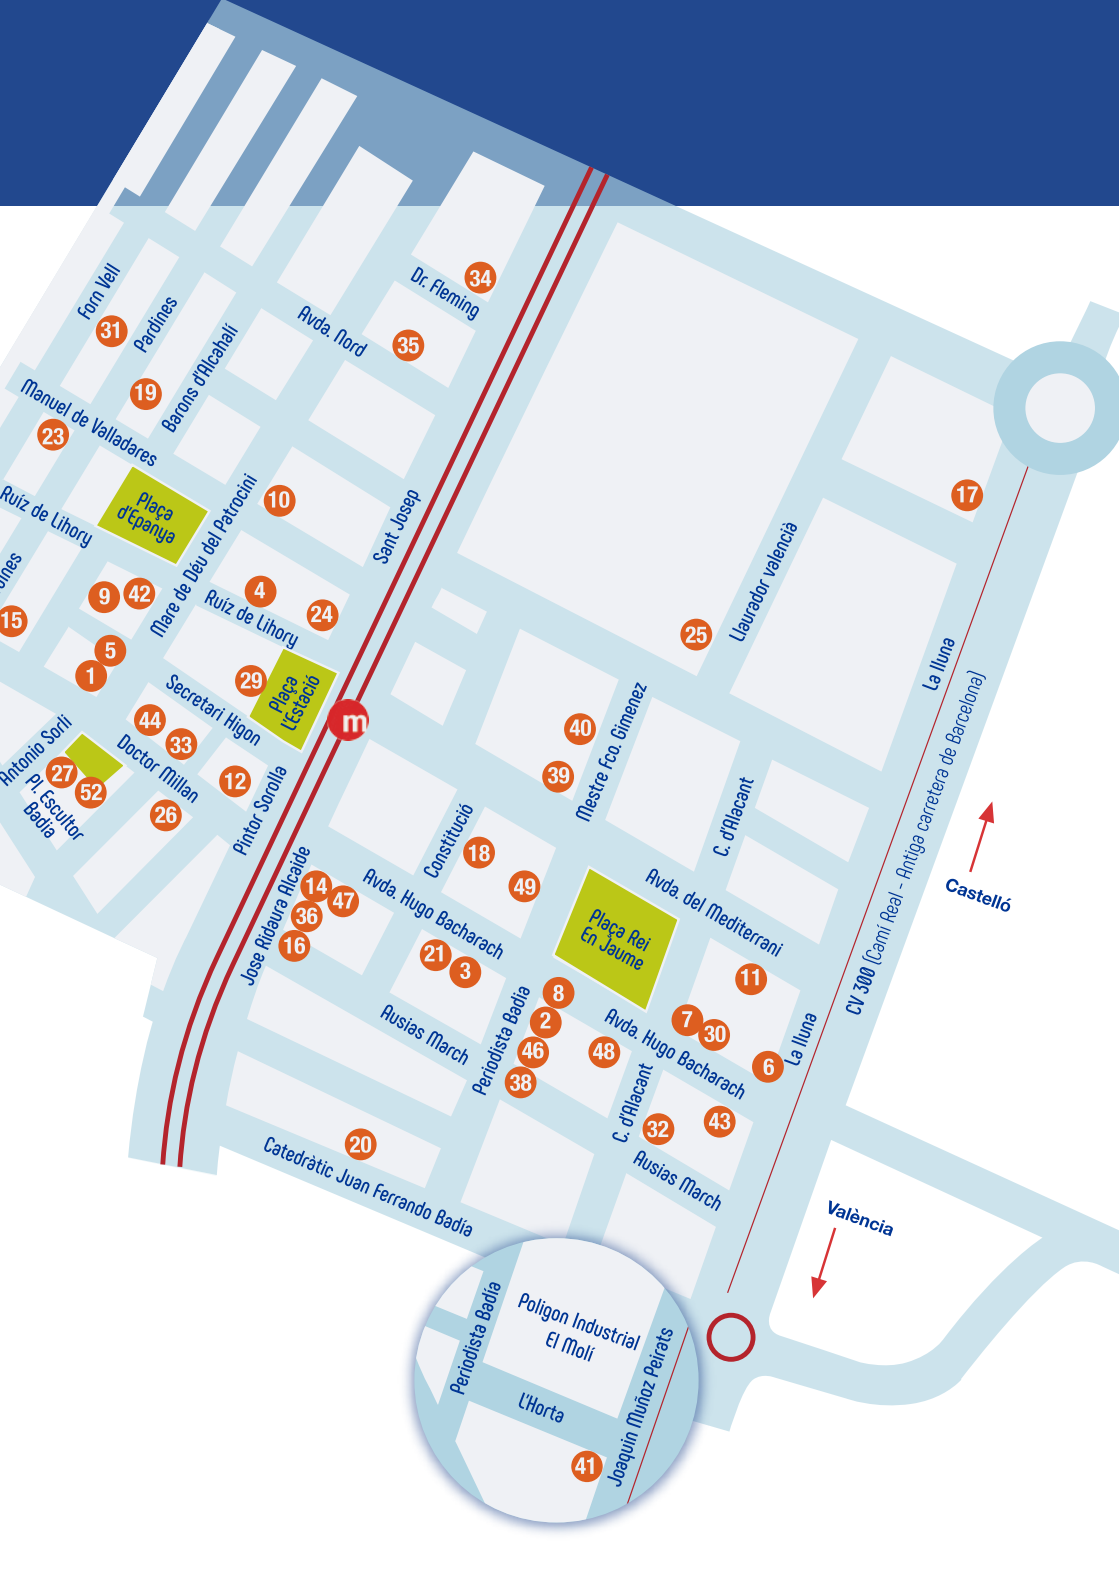 34
Dr. Fleming
Forn Vell
31
Pardines
Avda. Nord
35
19
Barons d'Alcahalí
Manuel de Valladares
23
17
Plaça
d'Epanya
10
Ruíz de Lihory
Mare de Déu del Patrocini
Sant Josep
ines
15
9
42
4
Ruíz de Lihory
24
Llaurador valencià
25
5
1
29
Plaça
L'Estació
La lluna
Secretari Higon
m
44
33
40
39
Mestre Fco. Gimenez
Antonio Sorli
27
52
Pl. Escultor
Badia
Doctor Millan
26
12
Pintor Sorolla
C. d'Alacant
CV 300 (Camí Real - Antiga carretera de Barcelona)
Castelló
Constitució
18
49
Jose Ridaura Alcaide
14
47
36
16
Avda. Hugo Bacharach
Avda. del Mediterrani
Plaça Rei
En Jaume
21
3
11
8
2
46
38
Periodista Badia
Ausias March
7
30
48
Avda. Hugo Bacharach
6
La lluna
C. d'Alacant
32
43
Ausias March
20
Catedràtic Juan Ferrando Badía
València
Periodista Badía
Poligon Industrial
El Molí
L'Horta
Joaquin Muñoz Peirats
41